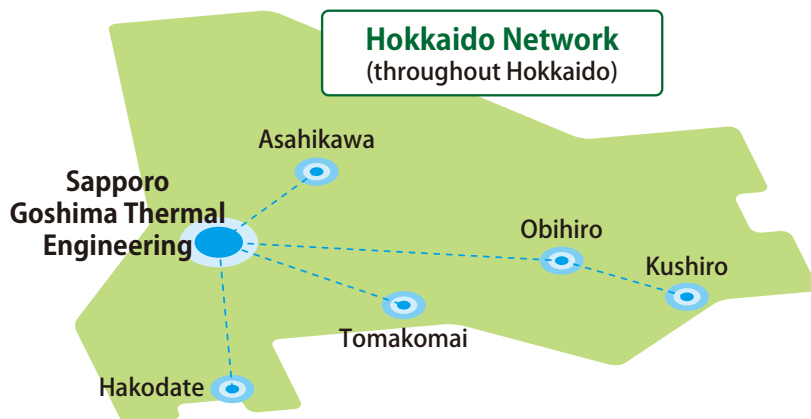 Hokkaido Network
(throughout Hokkaido)
Asahikawa
Sapporo
Goshima Thermal
Engineering
Obihiro
Kushiro
Tomakomai
Hakodate